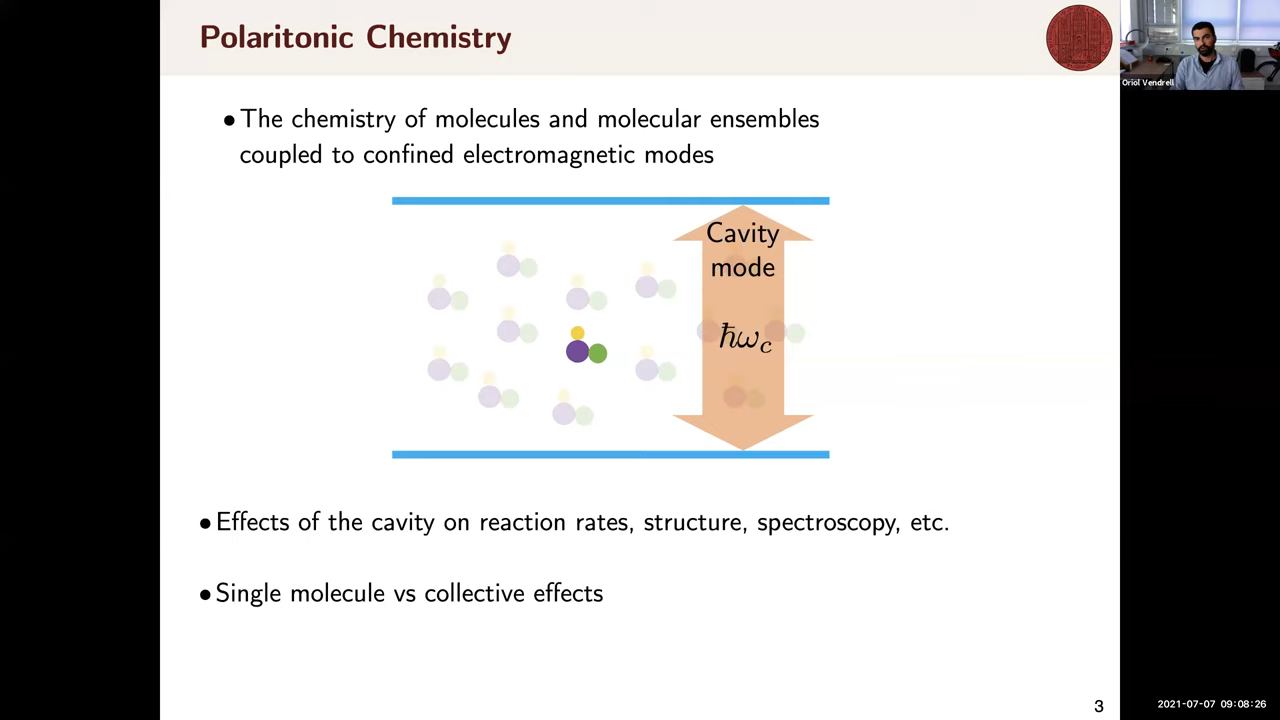 Polaritonic Chemistry
Oriol Vendrell
• The chemistry of molecules and molecular ensembles
coupled to confined electromagnetic modes
Cavity
mode
ħω_c
• Effects of the cavity on reaction rates, structure, spectroscopy, etc.
• Single molecule vs collective effects
3
2021-07-07 09:08:26